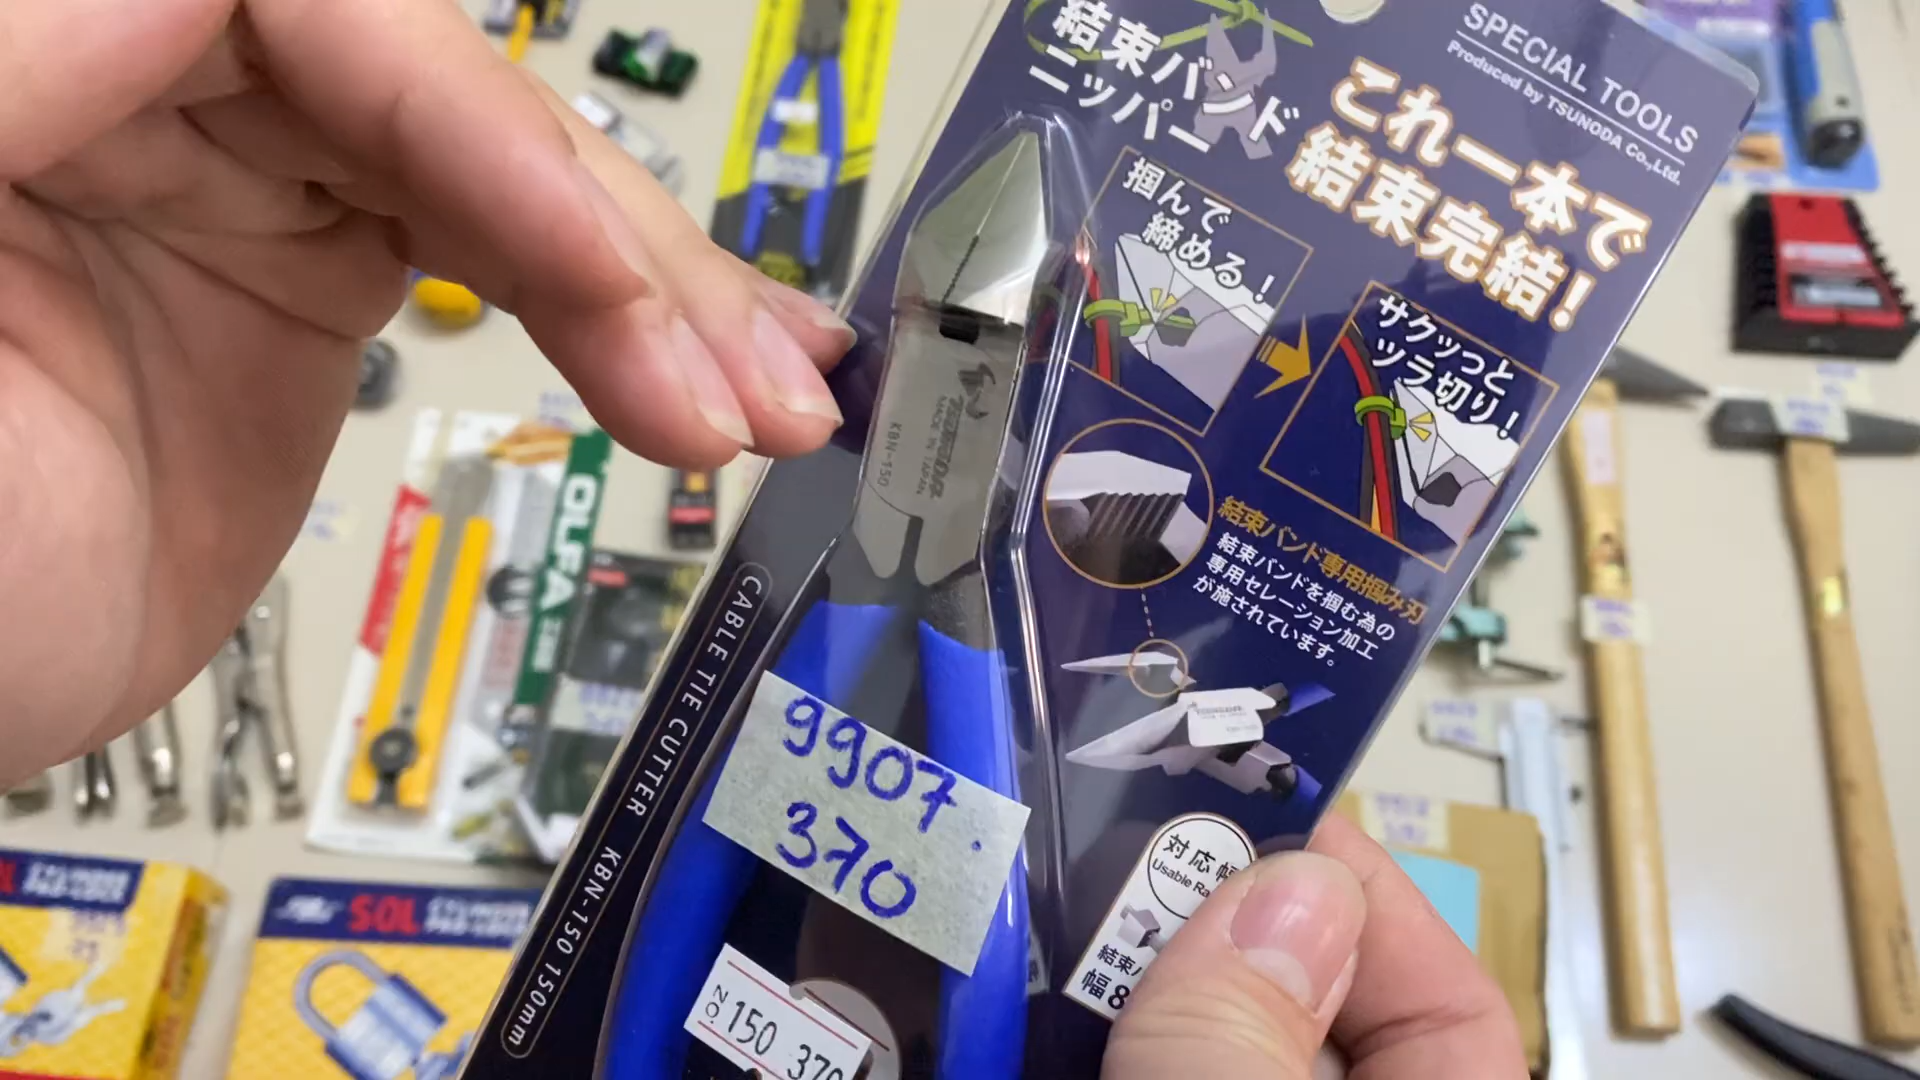 結束バンド
ニッパー
SPECIAL TOOLS
Produced by TSUNODA Co.,Ltd.
これ一本で
結束完結!
掴んで
締める!
サクッっと
ツラ切り!
TSUNODA
MADE IN JAPAN
KBN-150
結束バンド専用掴み刃
結束バンドを掴む為の
専用セレーション加工
が施されています。
CABLE TIE CUTTER KBN-150 150mm
9907
370
対応幅
Usable Ra
結束バ
幅8
NO. 150 370
OLFA
SOL